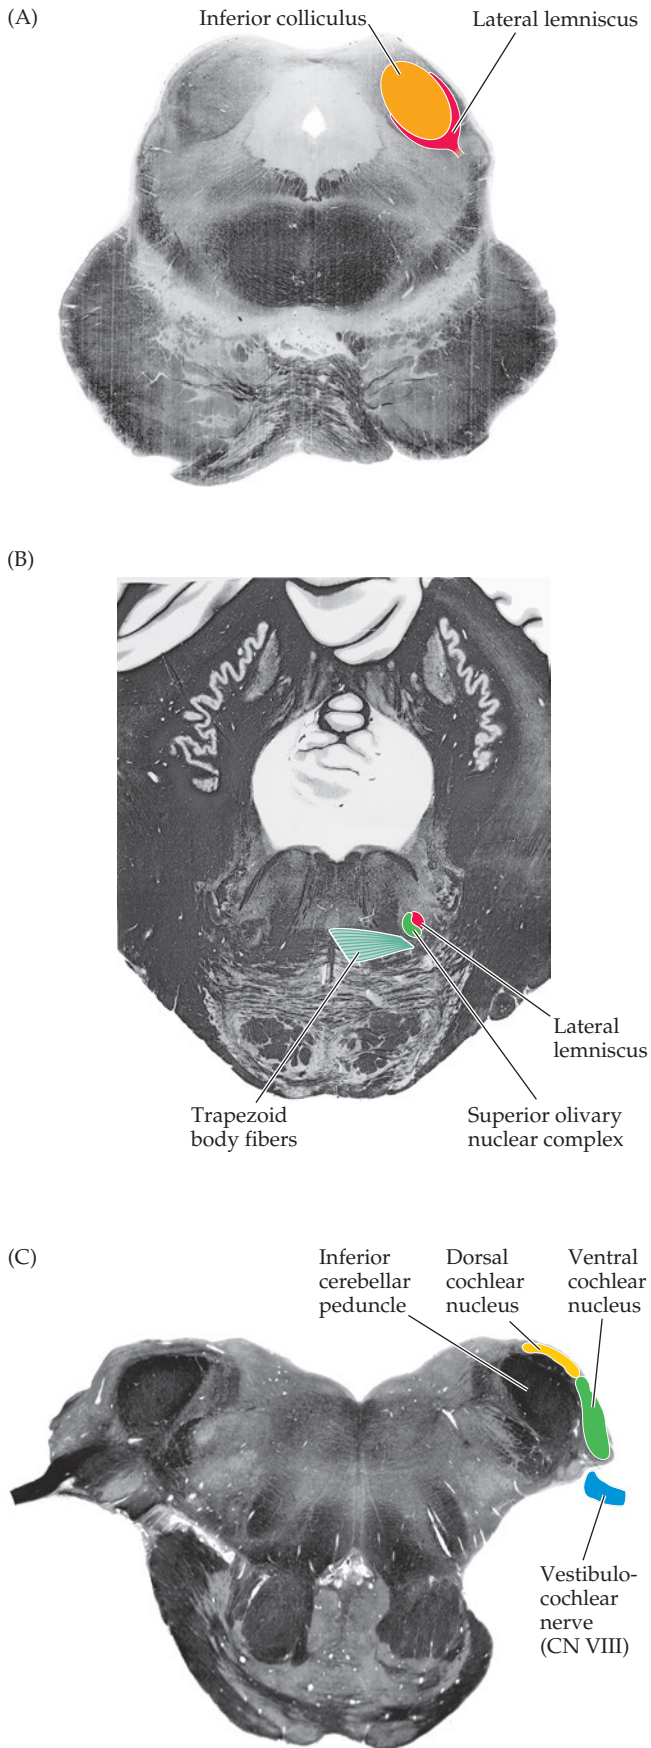 (A)
Inferior colliculus
Lateral lemniscus
(B)
Lateral
lemniscus
Trapezoid
body fibers
Superior olivary
nuclear complex
(C)
Inferior
cerebellar
peduncle
Dorsal
cochlear
nucleus
Ventral
cochlear
nucleus
Vestibulo-
cochlear
nerve
(CN VIII)